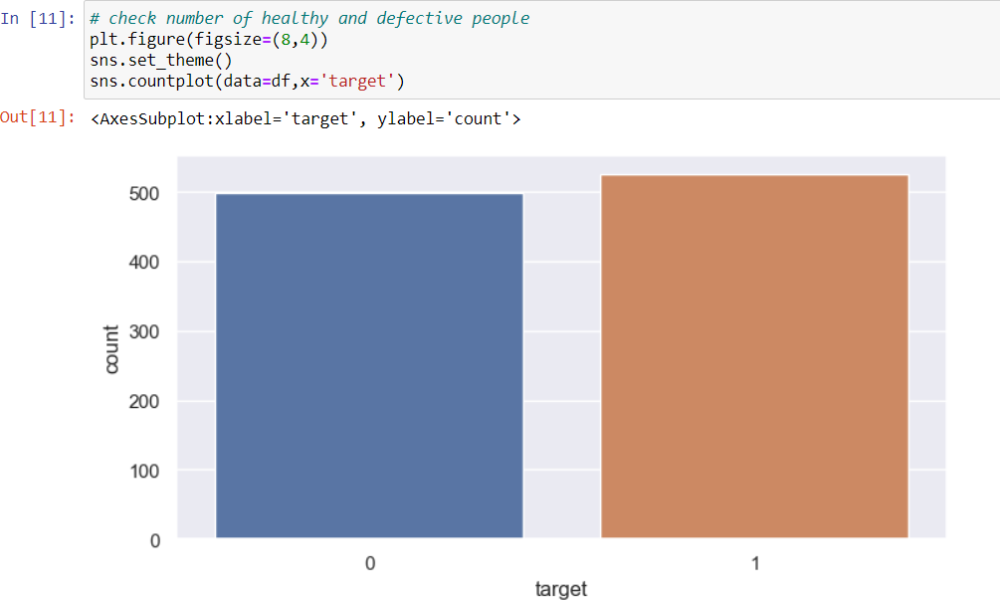 In [11]: # check number of healthy and defective people
plt.figure(figsize=(8,4))
sns.set_theme()
sns.countplot(data=df,x='target')
Out[11]: <AxesSubplot:xlabel='target', ylabel='count'>
500
400
300
200
100
0
count
0 1
target